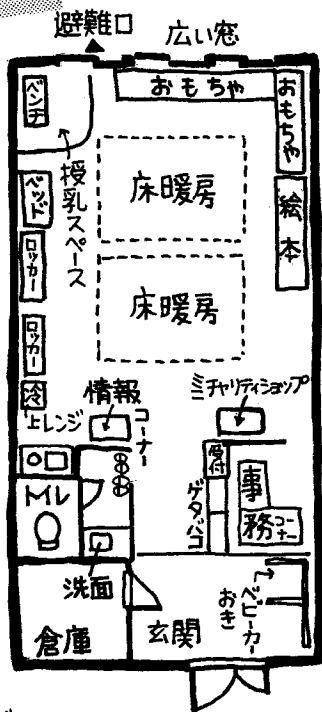 避難口
広い窓
おもちゃ
おもちゃ
ベンチ
授乳スペース
床暖房
絵本
ベッド
ロッカー
床暖房
ロッカー
冷
上レンジ
情報
コーナー
ミニチャリティショップ
受付
ゲタバコ
事務コーナー
トイレ
洗面
ベビーカー
おき
倉庫
玄関